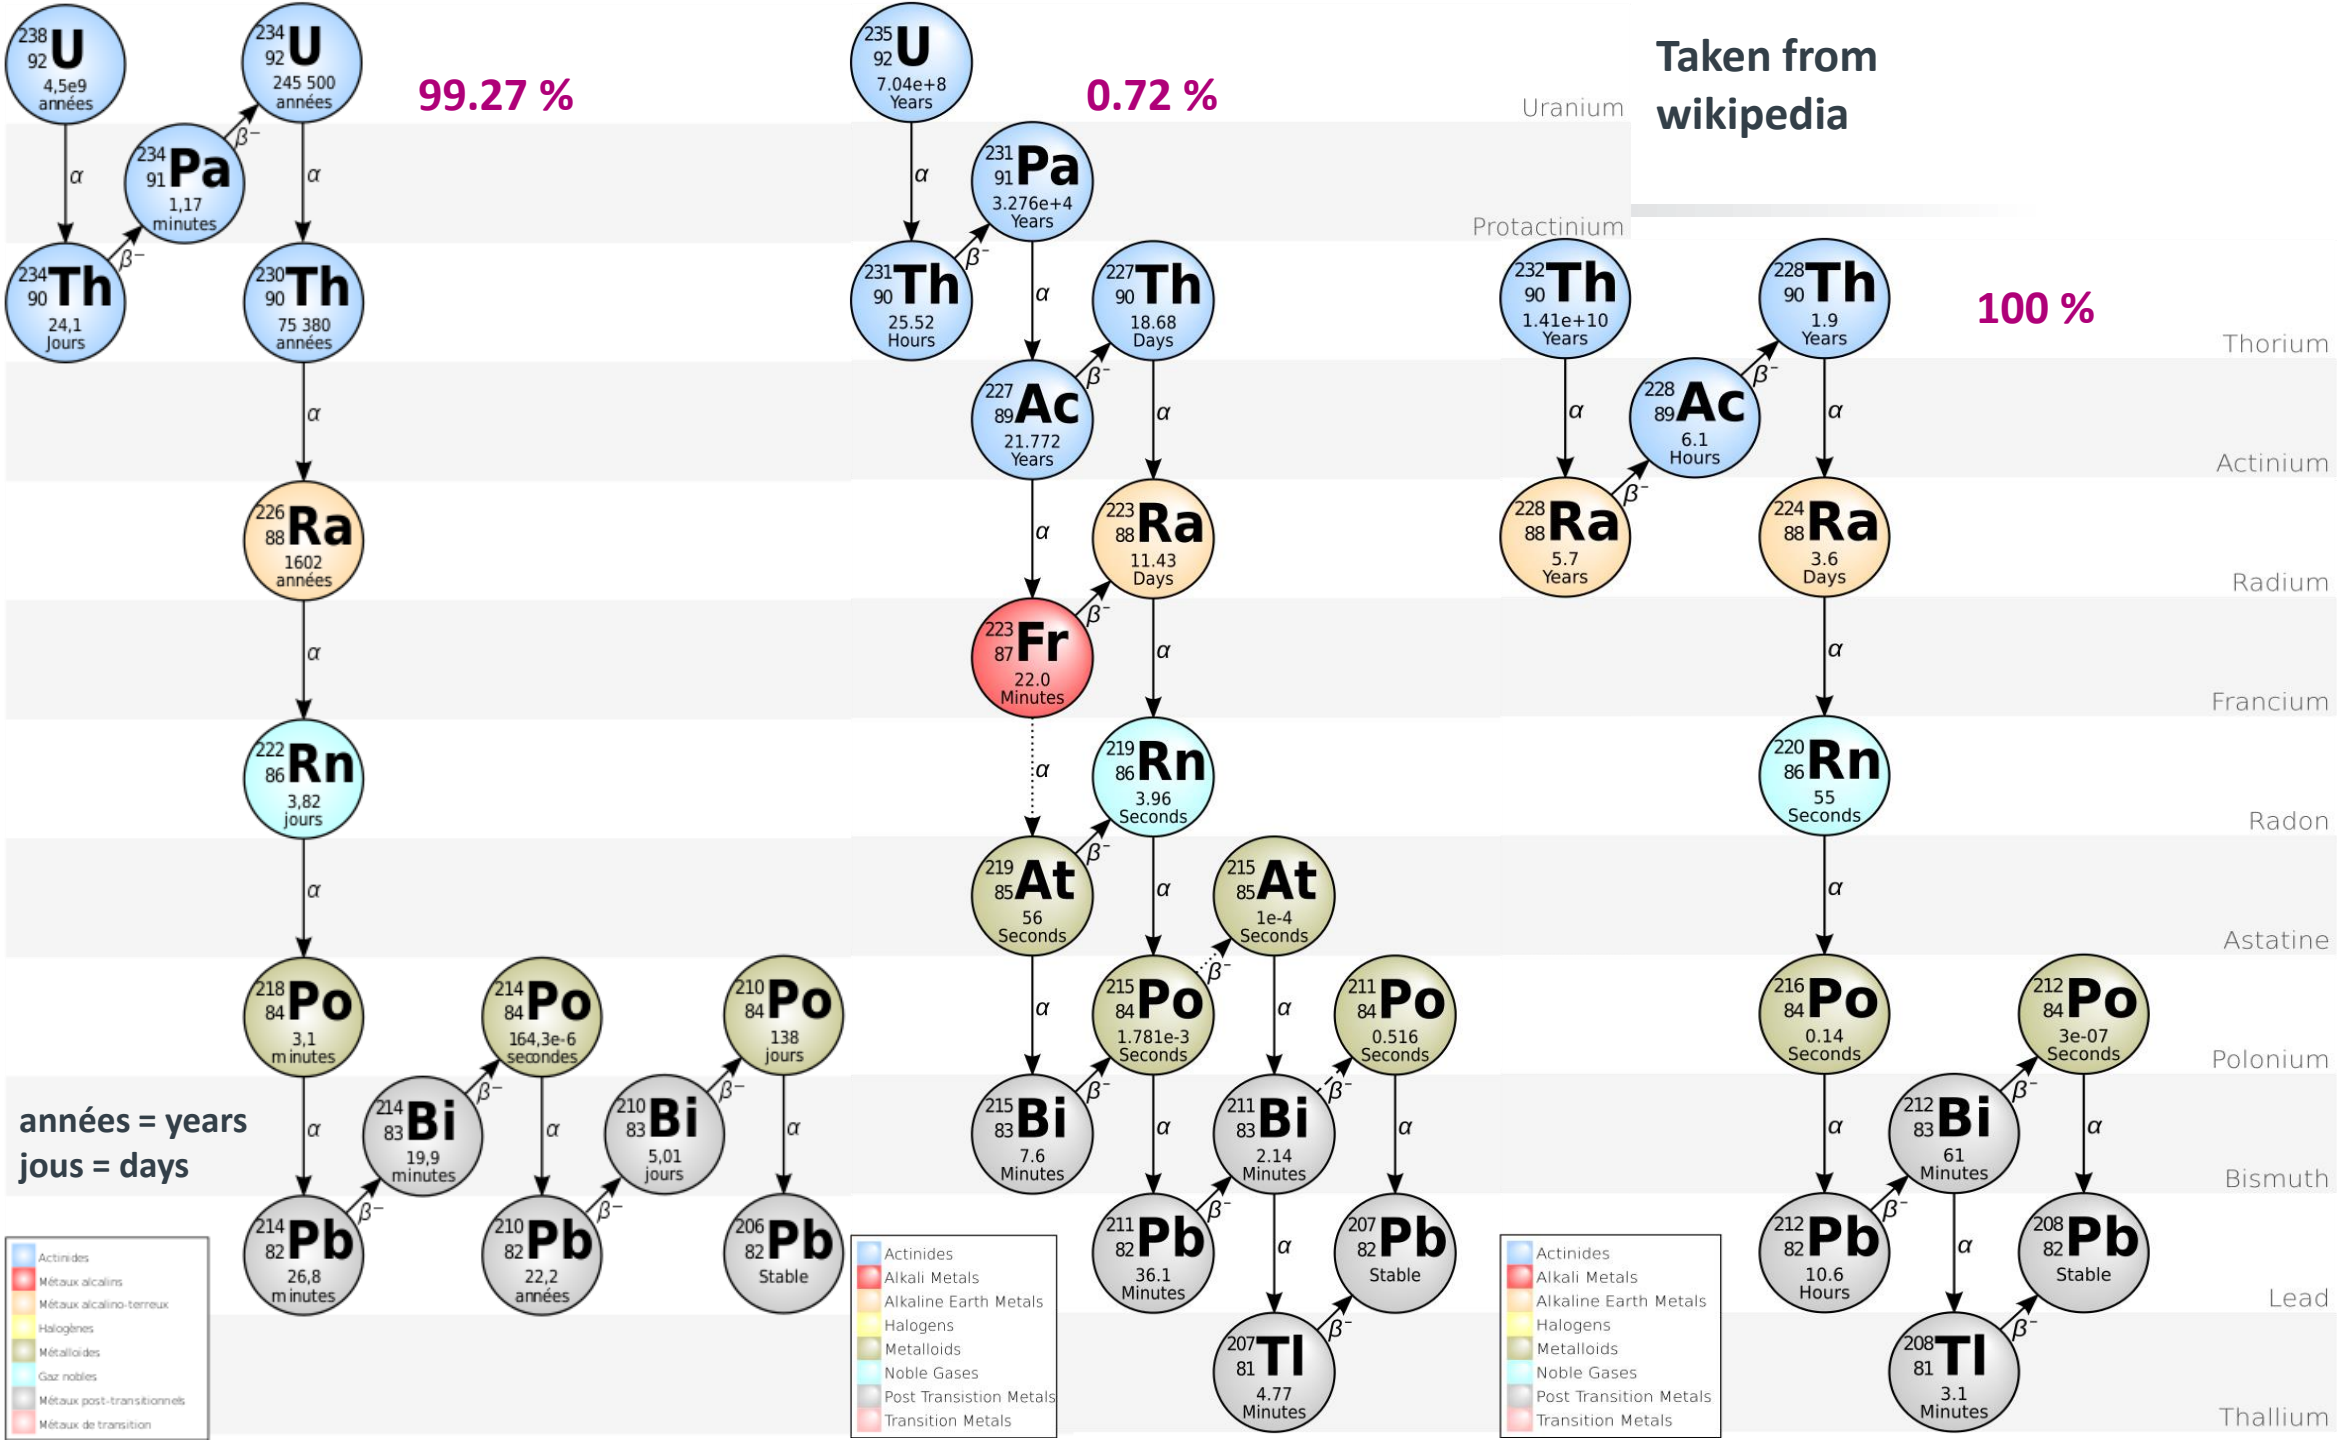 238
92 U
4,5e9
années
234
92 U
245 500
années
99.27 %
α
β⁻
234
91 Pa
1,17
minutes
α
β⁻
234
90 Th
24,1
Jours
230
90 Th
75 380
années
α
226
88 Ra
1602
années
α
222
86 Rn
3,82
jours
α
218
84 Po
3,1
minutes
214
84 Po
164,3e-6
secondes
210
84 Po
138
jours
α
β⁻
214
83 Bi
19,9
minutes
α
β⁻
210
83 Bi
5,01
jours
β⁻
α
β⁻
214
82 Pb
26,8
minutes
β⁻
210
82 Pb
22,2
années
206
82 Pb
Stable
années = years
jous = days
Actinides
Métaux alcalins
Métaux alcalino-terreux
Halogènes
Métalloïdes
Gaz nobles
Métaux post-transitionnels
Métaux de transition
235
92 U
7.04e+8
Years
0.72 %
α
231
91 Pa
3.276e+4
Years
β⁻
231
90 Th
25.52
Hours
α
227
90 Th
18.68
Days
β⁻
227
89 Ac
21.772
Years
α
α
223
88 Ra
11.43
Days
β⁻
223
87 Fr
22.0
Minutes
α
α
219
86 Rn
3.96
Seconds
β⁻
219
85 At
56
Seconds
α
215
85 At
1e-4
Seconds
β⁻
α
215
84 Po
1.781e-3
Seconds
α
211
84 Po
0.516
Seconds
β⁻
β⁻
215
83 Bi
7.6
Minutes
α
211
83 Bi
2.14
Minutes
α
β⁻
211
82 Pb
36.1
Minutes
α
207
82 Pb
Stable
β⁻
207
81 Tl
4.77
Minutes
Actinides
Alkali Metals
Alkaline Earth Metals
Halogens
Metalloids
Noble Gases
Post Transistion Metals
Transition Metals
Taken from
wikipedia
232
90 Th
1.41e+10
Years
228
90 Th
1.9
Years
100 %
α
β⁻
228
89 Ac
6.1
Hours
α
β⁻
228
88 Ra
5.7
Years
224
88 Ra
3.6
Days
α
220
86 Rn
55
Seconds
α
216
84 Po
0.14
Seconds
212
84 Po
3e-07
Seconds
α
β⁻
212
83 Bi
61
Minutes
α
β⁻
212
82 Pb
10.6
Hours
α
208
82 Pb
Stable
β⁻
208
81 Tl
3.1
Minutes
Actinides
Alkali Metals
Alkaline Earth Metals
Halogens
Metalloids
Noble Gases
Post Transition Metals
Transition Metals
Uranium
Protactinium
Thorium
Actinium
Radium
Francium
Radon
Astatine
Polonium
Bismuth
Lead
Thallium